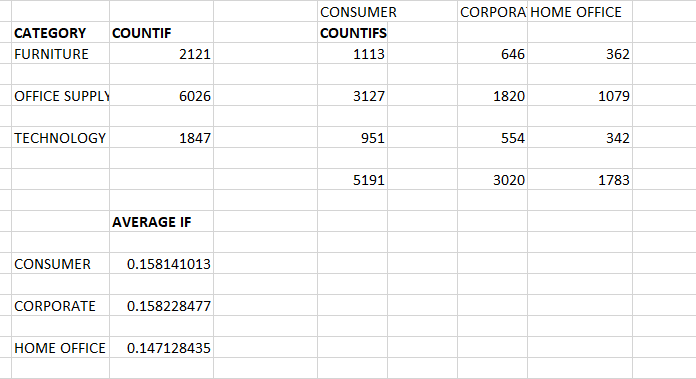 CONSUMER CORPORA HOME OFFICE
CATEGORY COUNTIF COUNTIFS
FURNITURE 2121 1113 646 362
OFFICE SUPPLY 6026 3127 1820 1079
TECHNOLOGY 1847 951 554 342
5191 3020 1783
AVERAGE IF
CONSUMER 0.158141013
CORPORATE 0.158228477
HOME OFFICE 0.147128435